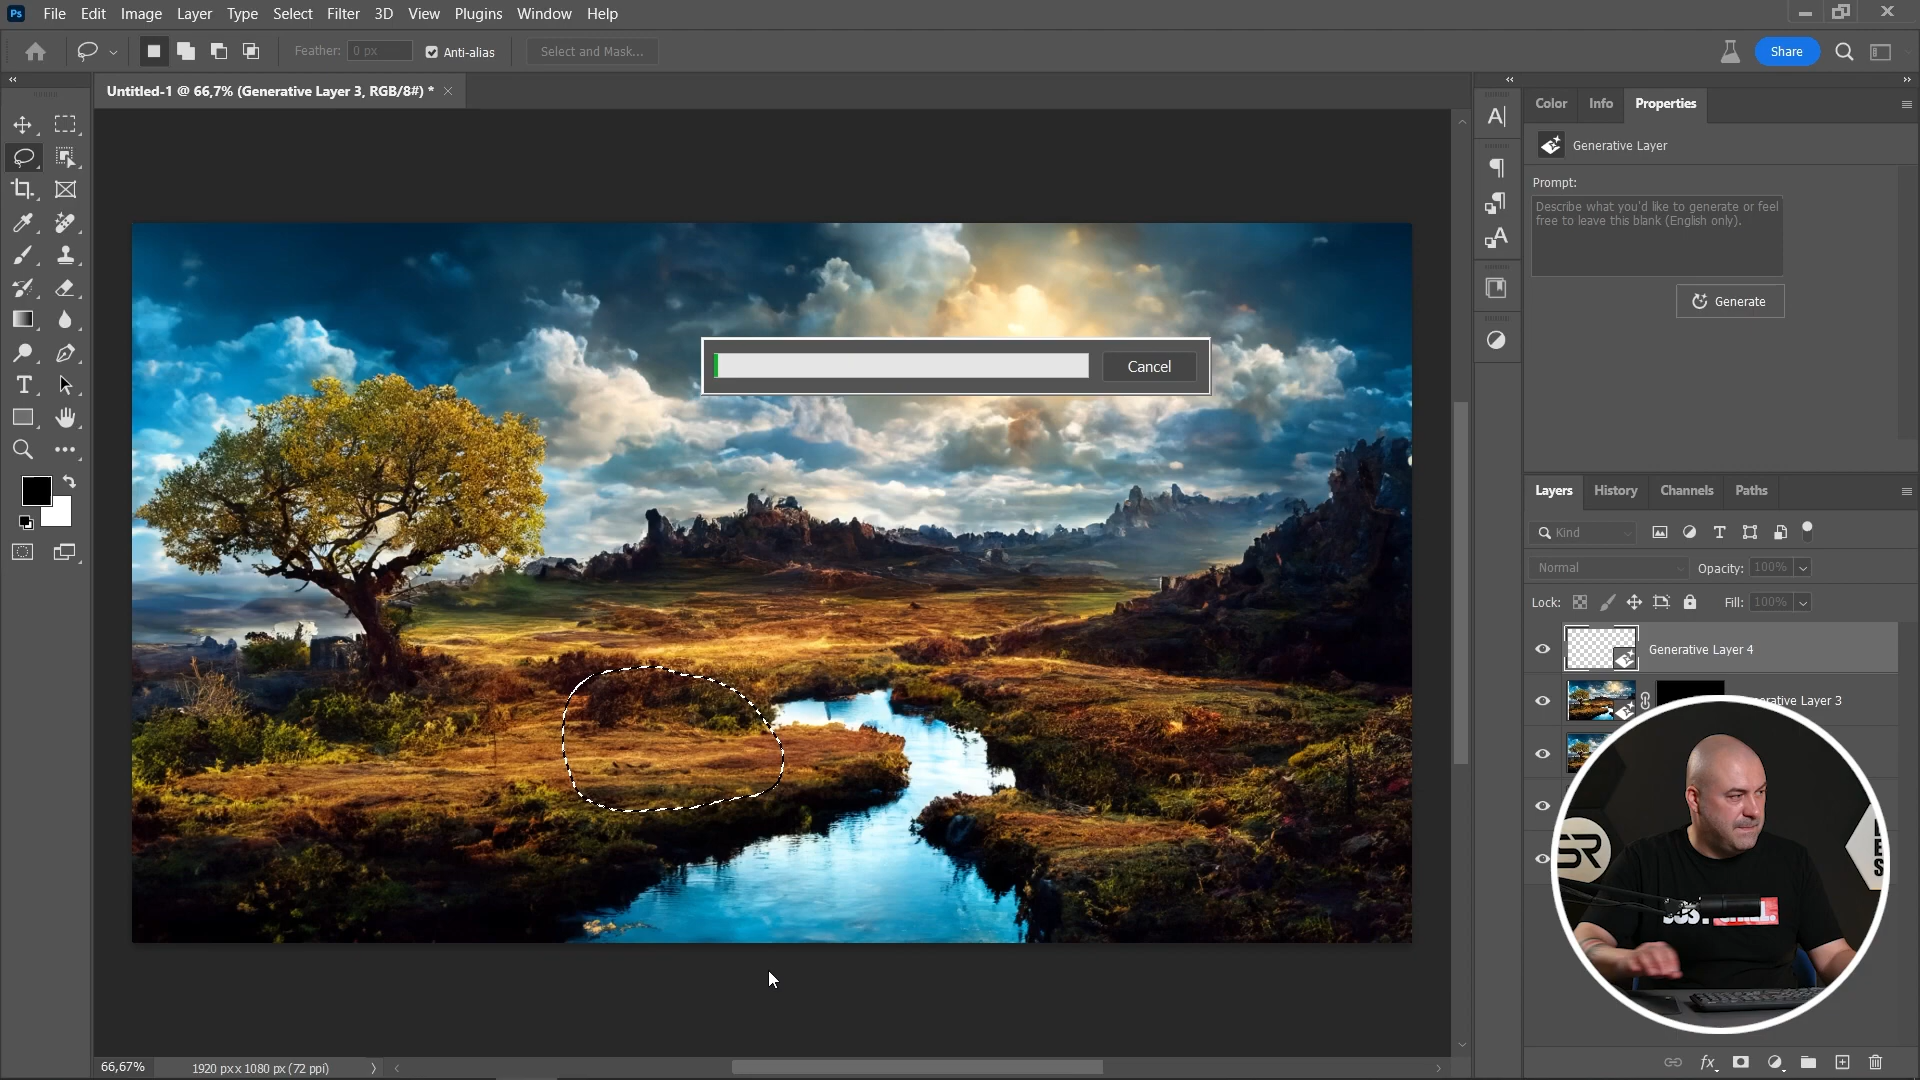 Ps File Edit Image Layer Type Select Filter 3D View Plugins Window Help
Feather: 0 px Anti-alias Select and Mask... Share
Untitled-1 @ 66,7% (Generative Layer 3, RGB/8#) *
Color Info Properties
Generative Layer
Prompt:
Describe what you'd like to generate or feel
free to leave this blank (English only).
Generate
Cancel
Layers History Channels Paths
Kind
Normal Opacity: 100%
Lock: Fill: 100%
Generative Layer 4
erative Layer 3
SR
66,67% 1920 px x 1080 px (72 ppi)